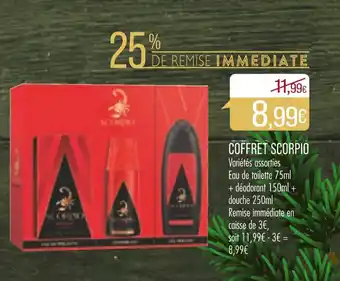 25%
DE REMISE IMMEDIATE
11,99€
8,99€
COFFRET SCORPIO
Variétés assorties
Eau de toilette 75ml
+ déodorant 150ml +
douche 250ml
Remise immédiate en
caisse de 3€,
soit 11,99€ - 3€ =
8,99€
SCORPIO
SCORPIO